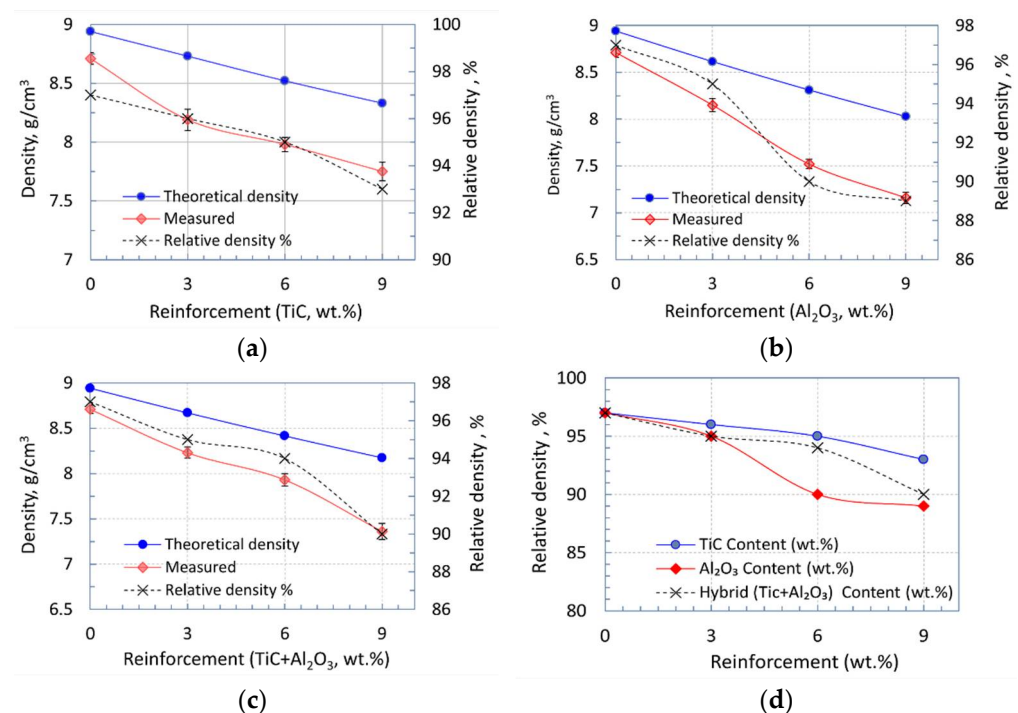 9
8.5
8
7.5
7
Density, g/cm³
100
98
96
94
92
90
Relative density , %
Theoretical density
Measured
Relative density %
0 3 6 9
Reinforcement (TiC, wt.%)
(a)
9
8.5
8
7.5
7
6.5
Density, g/cm³
98
96
94
92
90
88
86
Relative density , %
Theoretical density
Measured
Relative density %
0 3 6 9
Reinforcement (Al₂O₃, wt.%)
(b)
9
8.5
8
7.5
7
6.5
Density, g/cm³
98
96
94
92
90
88
86
Relative density , %
Theoretical density
Measured
Relative density %
0 3 6 9
Reinforcement (TiC+Al₂O₃, wt.%)
(c)
100
95
90
85
80
Relative density, %
TiC Content (wt.%)
Al₂O₃ Content (wt.%)
Hybrid (Tic+Al₂O₃) Content (wt.%)
0 3 6 9
Reinforcement (wt.%)
(d)